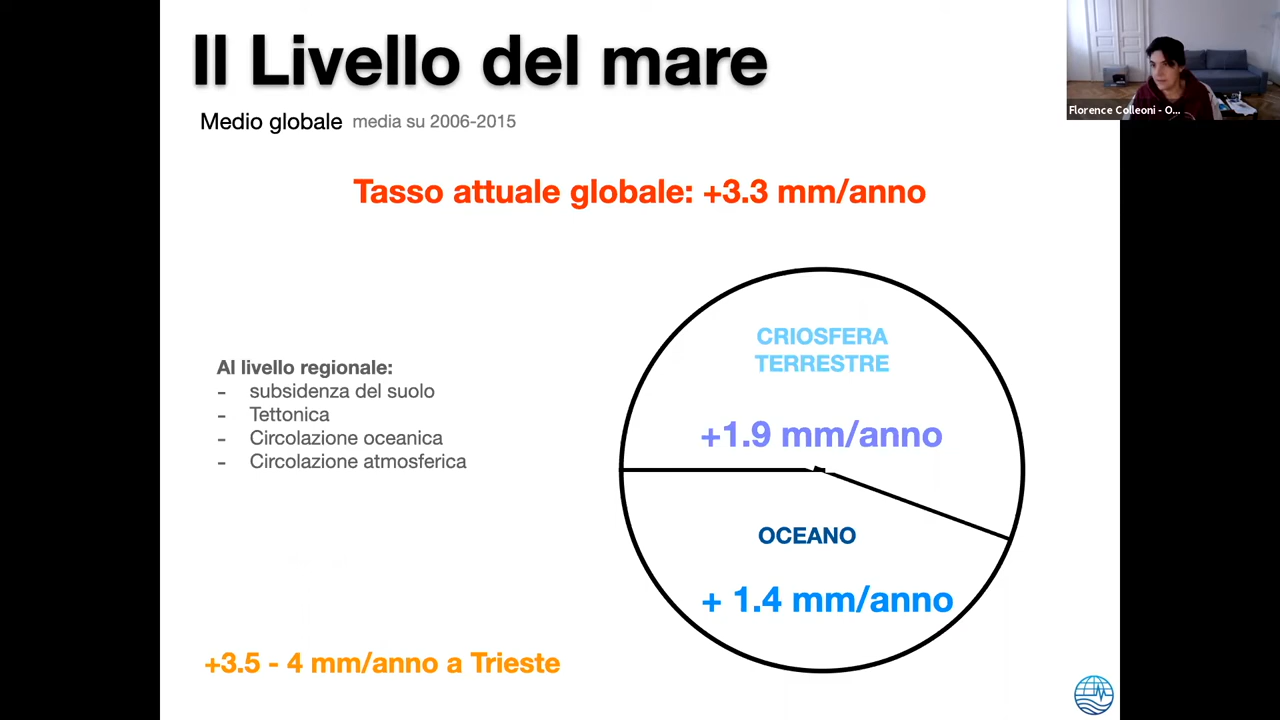 Il Livello del mare
Medio globale media su 2006-2015
Tasso attuale globale: +3.3 mm/anno
Al livello regionale:
- subsidenza del suolo
- Tettonica
- Circolazione oceanica
- Circolazione atmosferica
CRIOSFERA
TERRESTRE
+1.9 mm/anno
OCEANO
+ 1.4 mm/anno
+3.5 - 4 mm/anno a Trieste
Florence Colleoni - O...